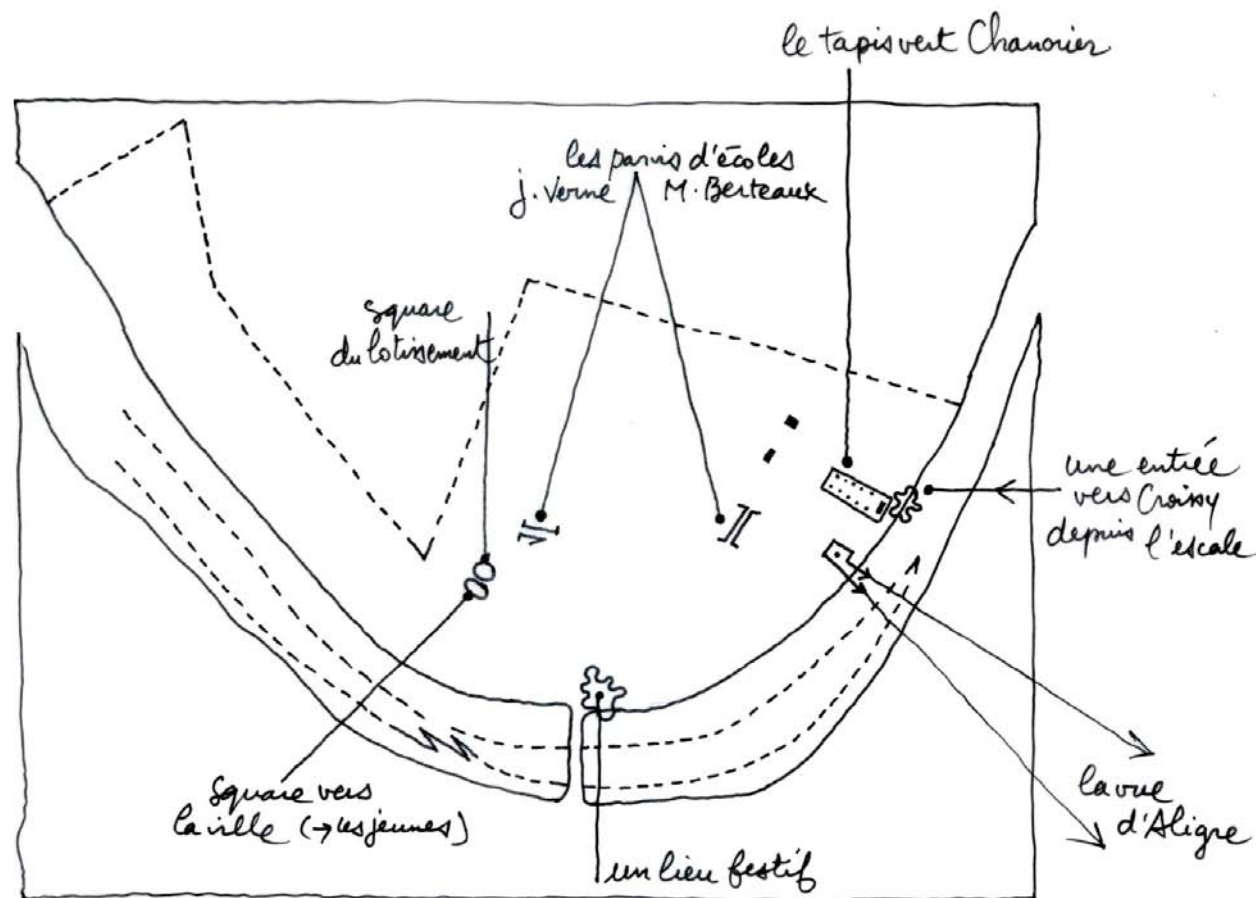 le tapis vert Chanorier
les parvis d'écoles
J. Verne M. Berteaux
square
du lotissement
une entrée
vers Croissy
depuis l'escale
la vue
d'Aligre
square vers
la ville (→ les jeunes)
un lieu festif